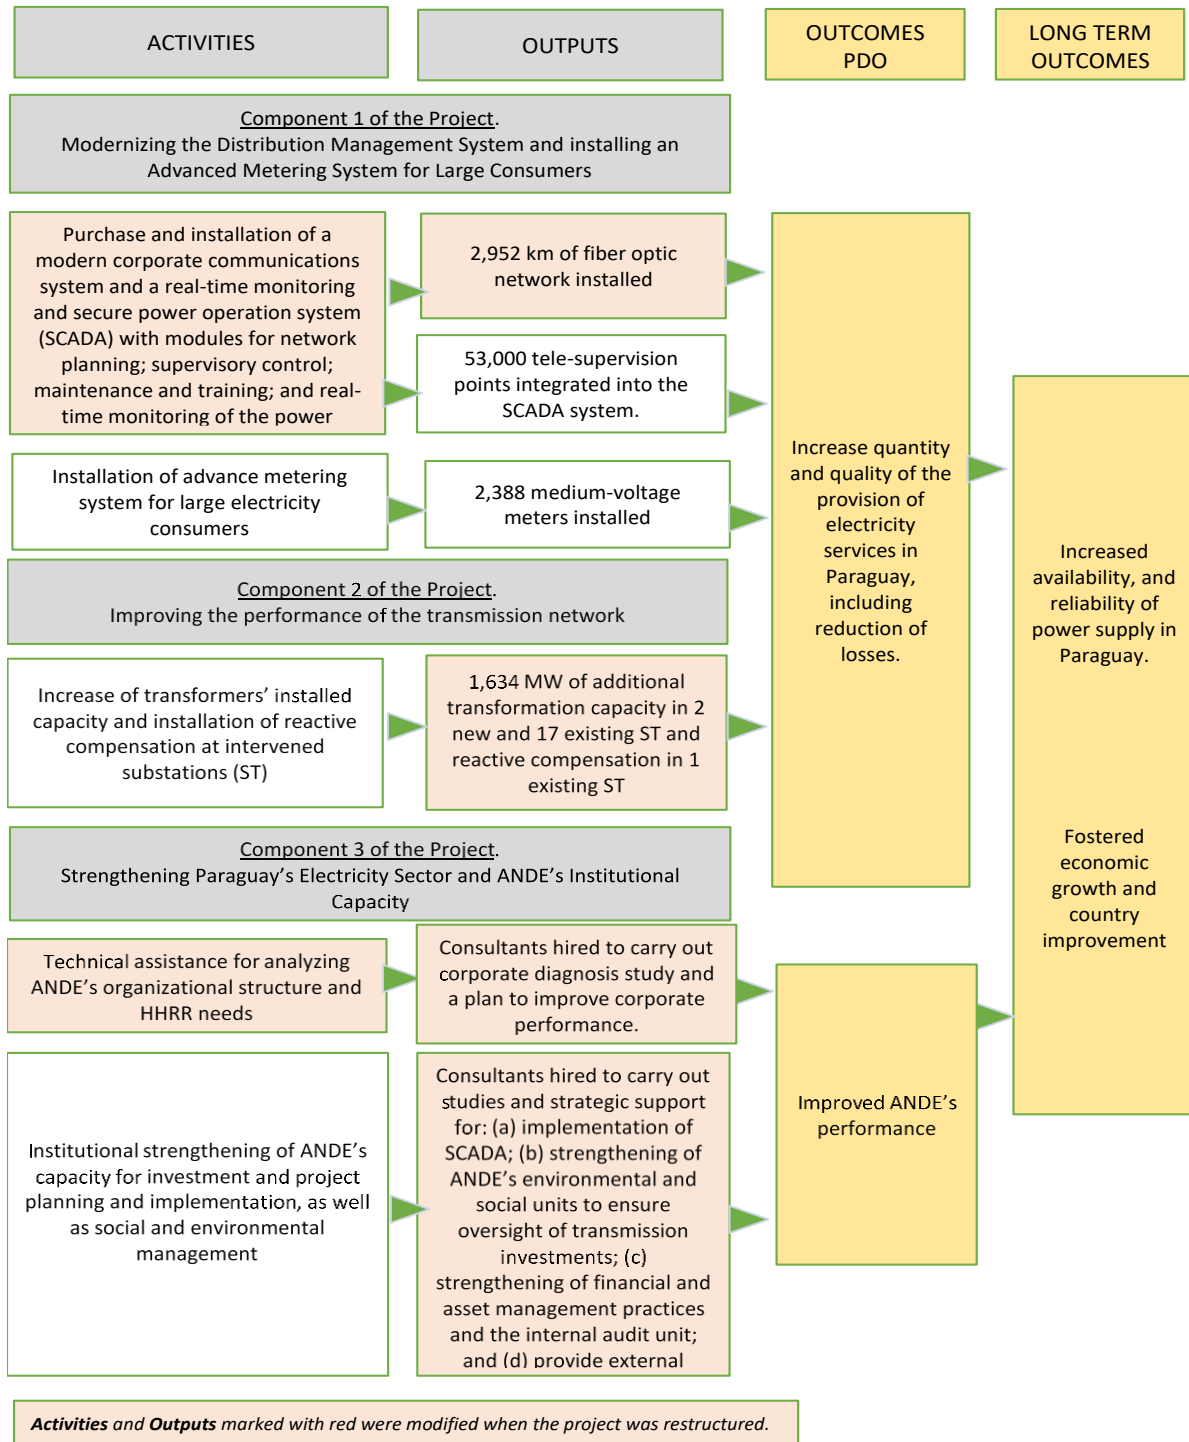 ACTIVITIES
OUTPUTS
OUTCOMES
PDO
LONG TERM
OUTCOMES
Component 1 of the Project.
Modernizing the Distribution Management System and installing an
Advanced Metering System for Large Consumers
Purchase and installation of a
modern corporate communications
system and a real-time monitoring
and secure power operation system
(SCADA) with modules for network
planning; supervisory control;
maintenance and training; and real-
time monitoring of the power
2,952 km of fiber optic
network installed
53,000 tele-supervision
points integrated into the
SCADA system.
Installation of advance metering
system for large electricity
consumers
2,388 medium-voltage
meters installed
Increase quantity
and quality of the
provision of
electricity
services in
Paraguay,
including
reduction of
losses.
Increased
availability, and
reliability of
power supply in
Paraguay.
Fostered
economic
growth and
country
improvement
Component 2 of the Project.
Improving the performance of the transmission network
Increase of transformers' installed
capacity and installation of reactive
compensation at intervened
substations (ST)
1,634 MW of additional
transformation capacity in 2
new and 17 existing ST and
reactive compensation in 1
existing ST
Component 3 of the Project.
Strengthening Paraguay's Electricity Sector and ANDE's Institutional
Capacity
Technical assistance for analyzing
ANDE's organizational structure and
HHRR needs
Consultants hired to carry out
corporate diagnosis study and
a plan to improve corporate
performance.
Institutional strengthening of ANDE's
capacity for investment and project
planning and implementation, as well
as social and environmental
management
Consultants hired to carry out
studies and strategic support
for: (a) implementation of
SCADA; (b) strengthening of
ANDE's environmental and
social units to ensure
oversight of transmission
investments; (c)
strengthening of financial and
asset management practices
and the internal audit unit;
and (d) provide external
Improved ANDE's
performance
Activities and Outputs marked with red were modified when the project was restructured.